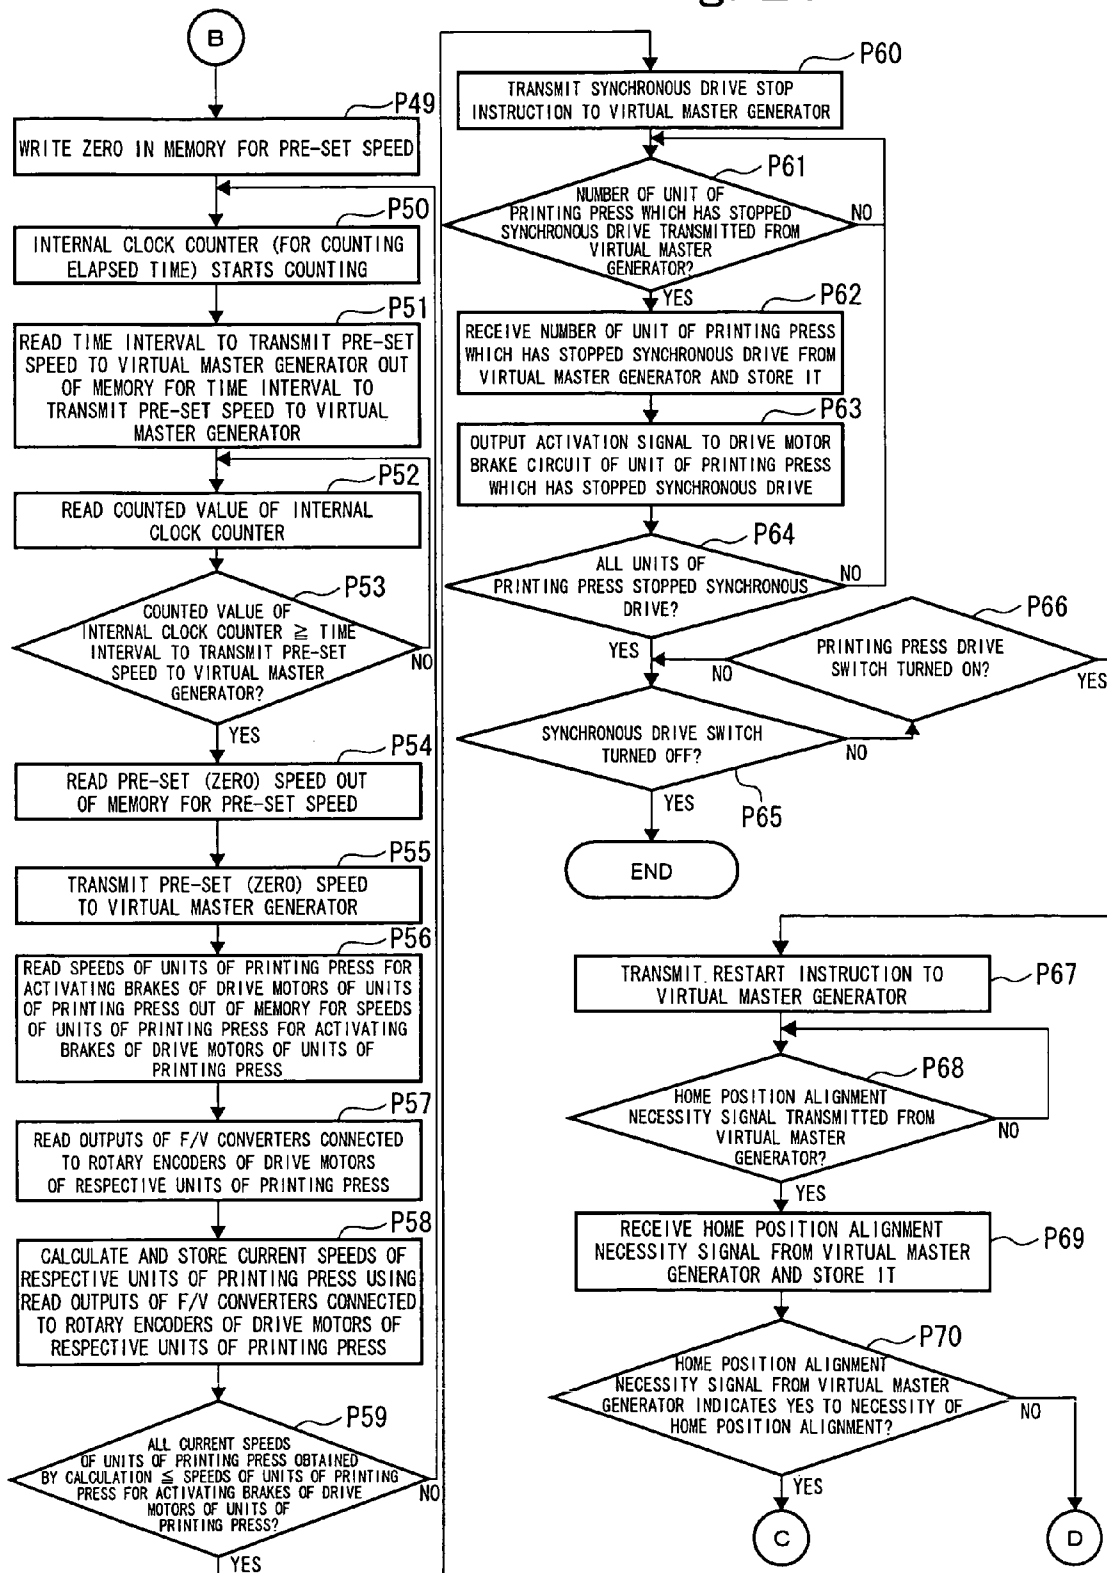 B
P49
WRITE ZERO IN MEMORY FOR PRE-SET SPEED
P50
INTERNAL CLOCK COUNTER (FOR COUNTING
ELAPSED TIME) STARTS COUNTING
P51
READ TIME INTERVAL TO TRANSMIT PRE-SET
SPEED TO VIRTUAL MASTER GENERATOR OUT
OF MEMORY FOR TIME INTERVAL TO
TRANSMIT PRE-SET SPEED TO VIRTUAL
MASTER GENERATOR
P52
READ COUNTED VALUE OF INTERNAL
CLOCK COUNTER
P53
COUNTED VALUE OF
INTERNAL CLOCK COUNTER ≧ TIME
INTERVAL TO TRANSMIT PRE-SET
SPEED TO VIRTUAL MASTER
GENERATOR?
NO
YES
P54
READ PRE-SET (ZERO) SPEED OUT
OF MEMORY FOR PRE-SET SPEED
P55
TRANSMIT PRE-SET (ZERO) SPEED
TO VIRTUAL MASTER GENERATOR
P56
READ SPEEDS OF UNITS OF PRINTING PRESS FOR
ACTIVATING BRAKES OF DRIVE MOTORS OF UNITS
OF PRINTING PRESS OUT OF MEMORY FOR SPEEDS
OF UNITS OF PRINTING PRESS FOR ACTIVATING
BRAKES OF DRIVE MOTORS OF UNITS OF
PRINTING PRESS
P57
READ OUTPUTS OF F/V CONVERTERS CONNECTED
TO ROTARY ENCODERS OF DRIVE MOTORS
OF RESPECTIVE UNITS OF PRINTING PRESS
P58
CALCULATE AND STORE CURRENT SPEEDS OF
RESPECTIVE UNITS OF PRINTING PRESS USING
READ OUTPUTS OF F/V CONVERTERS CONNECTED
TO ROTARY ENCODERS OF DRIVE MOTORS OF
RESPECTIVE UNITS OF PRINTING PRESS
P59
ALL CURRENT SPEEDS
OF UNITS OF PRINTING PRESS OBTAINED
BY CALCULATION ≦ SPEEDS OF UNITS OF PRINTING
PRESS FOR ACTIVATING BRAKES OF DRIVE
MOTORS OF UNITS OF
PRINTING PRESS?
NO
YES
P60
TRANSMIT SYNCHRONOUS DRIVE STOP
INSTRUCTION TO VIRTUAL MASTER GENERATOR
P61
NUMBER OF UNIT OF
PRINTING PRESS WHICH HAS STOPPED
SYNCHRONOUS DRIVE TRANSMITTED FROM
VIRTUAL MASTER
GENERATOR?
NO
YES
P62
RECEIVE NUMBER OF UNIT OF PRINTING PRESS
WHICH HAS STOPPED SYNCHRONOUS DRIVE FROM
VIRTUAL MASTER GENERATOR AND STORE IT
P63
OUTPUT ACTIVATION SIGNAL TO DRIVE MOTOR
BRAKE CIRCUIT OF UNIT OF PRINTING PRESS
WHICH HAS STOPPED SYNCHRONOUS DRIVE
P64
ALL UNITS OF
PRINTING PRESS STOPPED SYNCHRONOUS
DRIVE?
NO
YES
P66
PRINTING PRESS DRIVE
SWITCH TURNED ON?
NO
YES
SYNCHRONOUS DRIVE SWITCH
TURNED OFF?
NO
YES
P65
END
TRANSMIT RESTART INSTRUCTION TO
VIRTUAL MASTER GENERATOR
P67
P68
HOME POSITION ALIGNMENT
NECESSITY SIGNAL TRANSMITTED FROM
VIRTUAL MASTER
GENERATOR?
NO
YES
RECEIVE HOME POSITION ALIGNMENT
NECESSITY SIGNAL FROM VIRTUAL MASTER
GENERATOR AND STORE IT
P69
P70
HOME POSITION ALIGNMENT
NECESSITY SIGNAL FROM VIRTUAL MASTER
GENERATOR INDICATES YES TO NECESSITY OF
HOME POSITION ALIGNMENT?
NO
YES
C
D